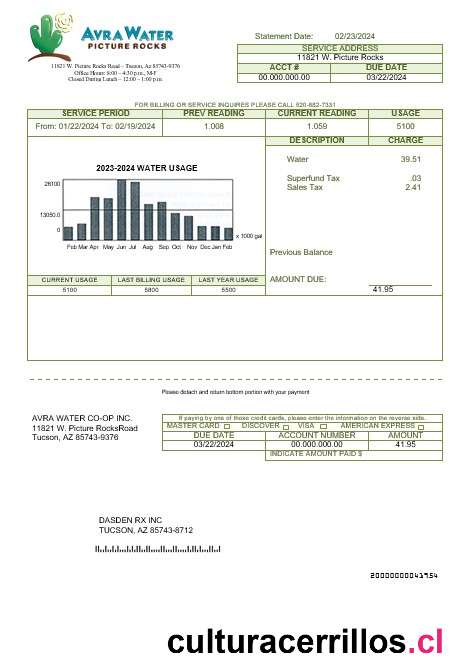 AVRA WATER
PICTURE ROCKS
11821 W. Picture Rocks Road – Tucson, Az 85743-9376
Office Hours: 8:00 – 4:30 p.m., M-F
Closed During Lunch – 12:00 – 1:00 p.m.
Statement Date: 02/23/2024
SERVICE ADDRESS
11821 W. Picture Rocks
ACCT # DUE DATE
00.000.000.00 03/22/2024
FOR BILLING OR SERVICE INQUIRES PLEASE CALL 520-682-7331
SERVICE PERIOD PREV READING CURRENT READING USAGE
From: 01/22/2024 To: 02/19/2024 1.008 1.059 5100
DESCRIPTION CHARGE
2023-2024 WATER USAGE
26100
13050.0
0
Feb Mar Apr May Jun Jul Aug Sep Oct Nov Dec Jan Feb
x 1000 gal
Water 39.51
Superfund Tax .03
Sales Tax 2.41
Previous Balance
CURRENT USAGE LAST BILLING USAGE LAST YEAR USAGE
5100 5800 5500
AMOUNT DUE:
41.95
Please detach and return bottom portion with your payment
AVRA WATER CO-OP INC.
11821 W. Picture RocksRoad
Tucson, AZ 85743-9376
If paying by one of those credit cards, please enter the information on the reverse side.
MASTER CARD DISCOVER VISA AMERICAN EXPRESS
DUE DATE ACCOUNT NUMBER AMOUNT
03/22/2024 00.000.000.00 41.95
INDICATE AMOUNT PAID $
DASDEN RX INC
TUCSON, AZ 85743-8712
culturacerrillos.cl